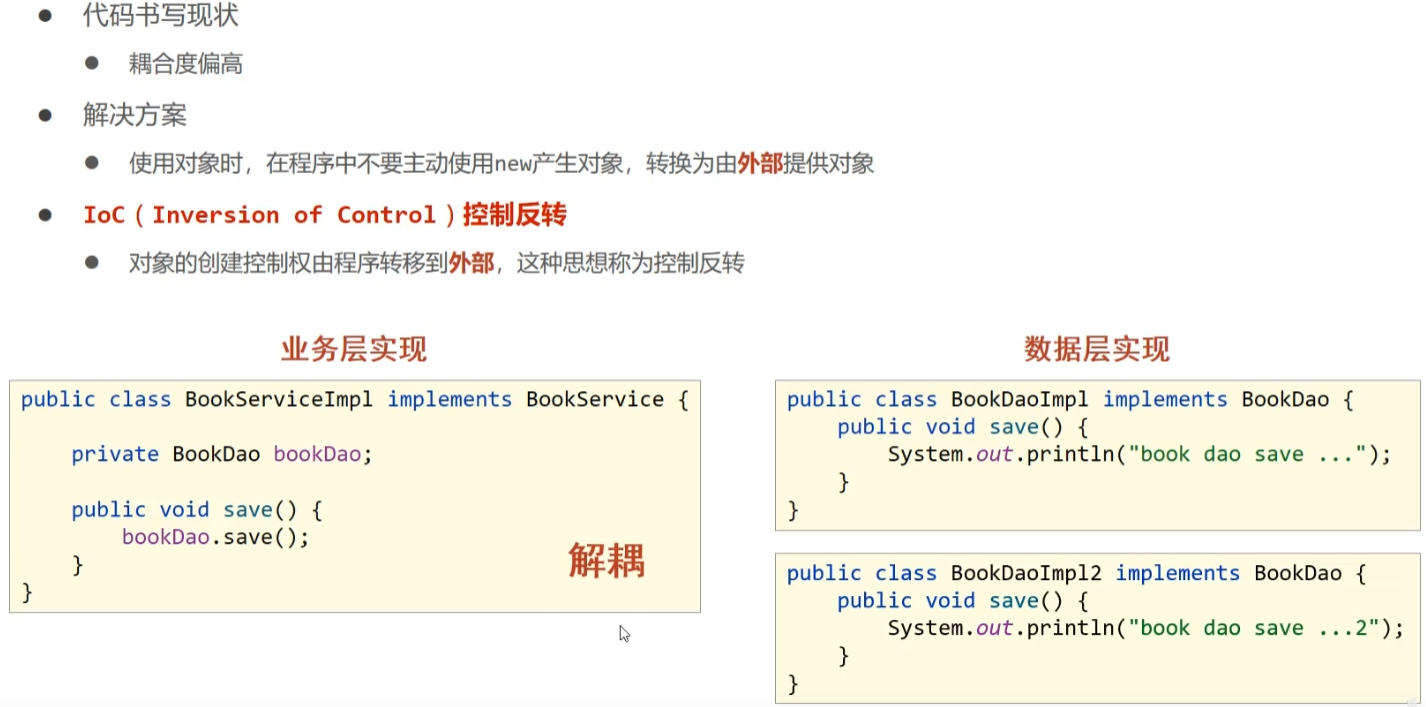 代码书写现状
耦合度偏高
解决方案
使用对象时，在程序中不要主动使用new产生对象，转换为由外部提供对象
IoC（Inversion of Control）控制反转
对象的创建控制权由程序转移到外部，这种思想称为控制反转
业务层实现
public class BookServiceImpl implements BookService {
private BookDao bookDao;
public void save() {
bookDao.save();
}
}
解耦
数据层实现
public class BookDaoImpl implements BookDao {
public void save() {
System.out.println("book dao save ...");
}
}
public class BookDaoImpl2 implements BookDao {
public void save() {
System.out.println("book dao save ...2");
}
}